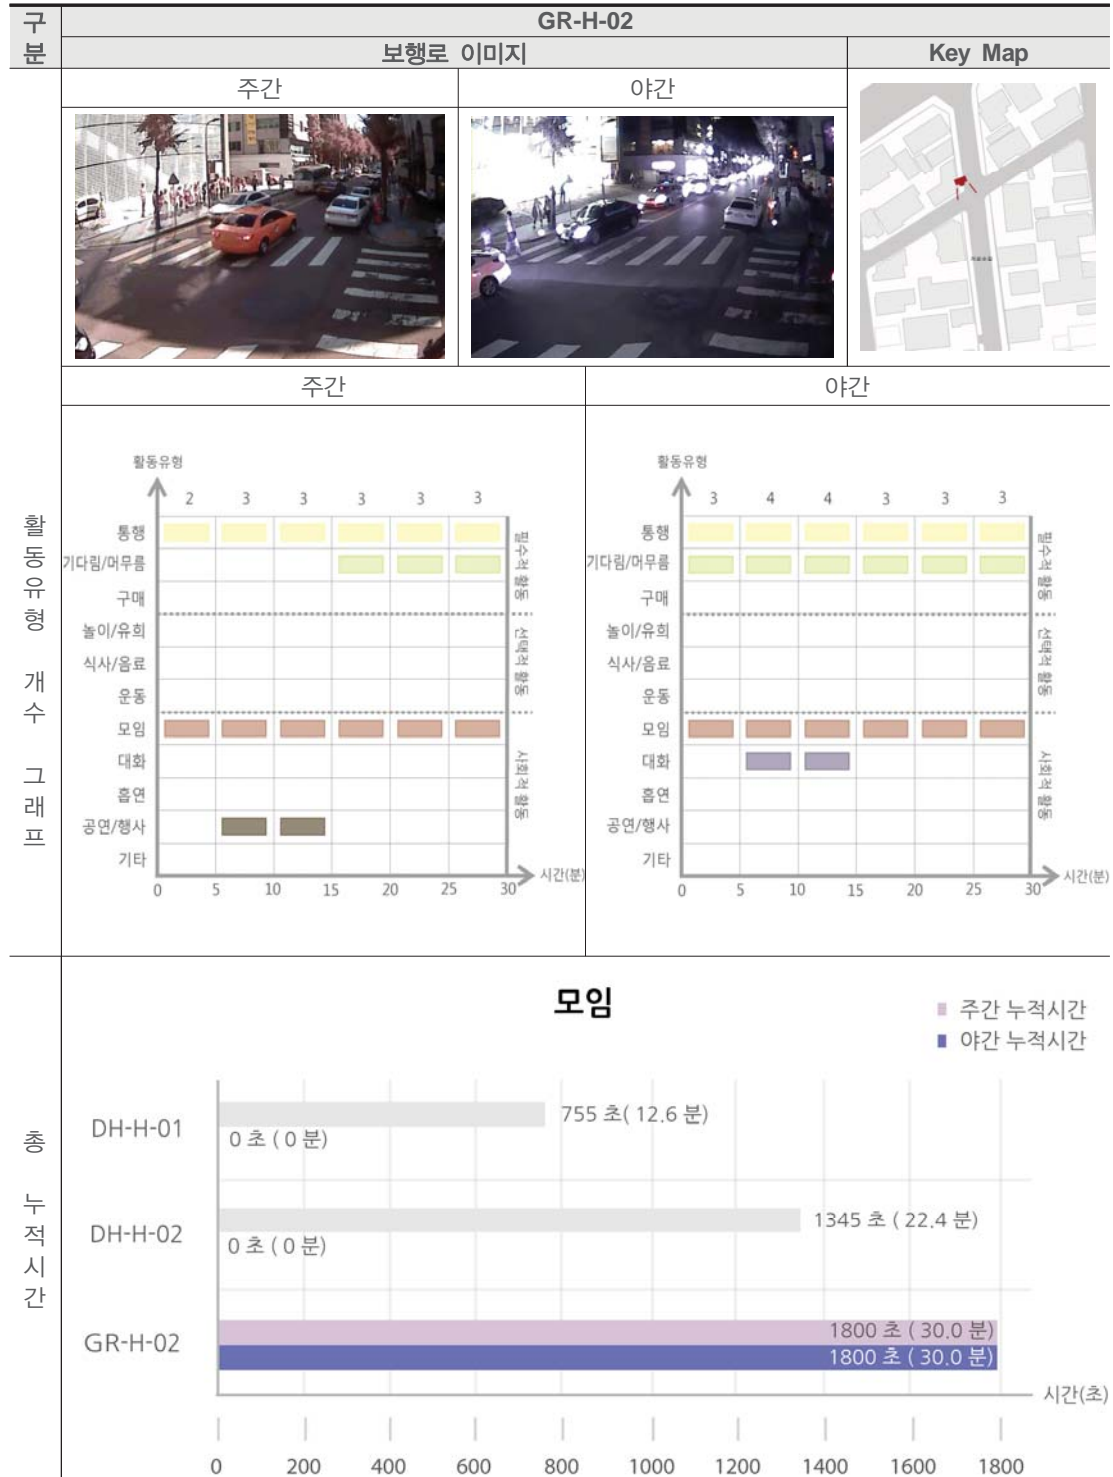 구분
GR-H-02
보행로 이미지
Key Map
주간
야간
주간
야간
활동유형 개수 그래프
활동유형
2 3 3 3 3 3
통행
기다림/머무름
구매
놀이/유희
식사/음료
운동
모임
대화
흡연
공연/행사
기타
필수적 활동
선택적 활동
사회적 활동
0 5 10 15 20 25 30
시간(분)
활동유형
3 4 4 3 3 3
통행
기다림/머무름
구매
놀이/유희
식사/음료
운동
모임
대화
흡연
공연/행사
기타
필수적 활동
선택적 활동
사회적 활동
0 5 10 15 20 25 30
시간(분)
총 누적시간
모임
주간 누적시간
야간 누적시간
DH-H-01
755 초( 12.6 분)
0 초 ( 0 분)
DH-H-02
1345 초 ( 22.4 분)
0 초 ( 0 분)
GR-H-02
1800 초 ( 30.0 분)
1800 초 ( 30.0 분)
시간(초)
0 200 400 600 800 1000 1200 1400 1600 1800